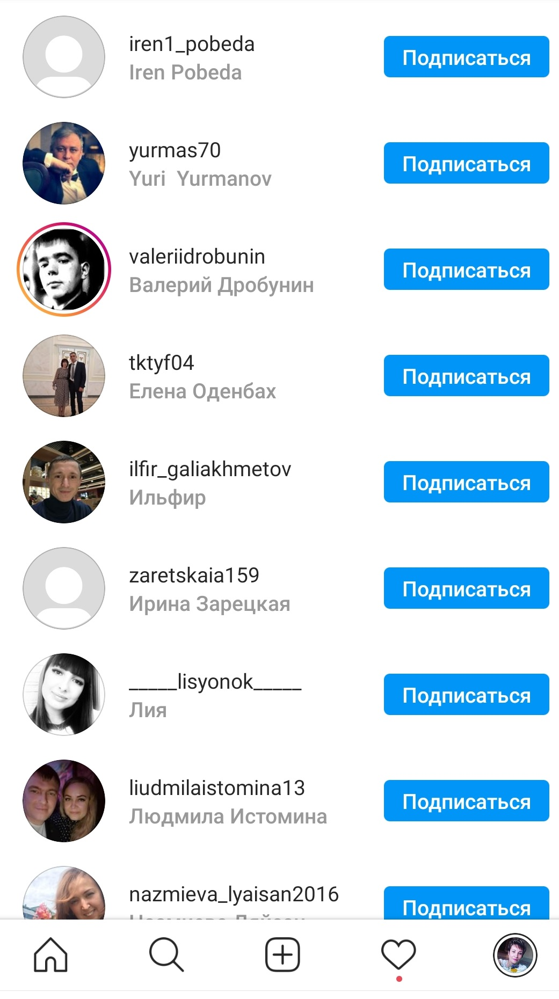 iren1_pobeda
Iren Pobeda
Подписаться
yurmas70
Yuri Yurmanov
Подписаться
valeriidrobunin
Валерий Дробунин
Подписаться
tktyf04
Елена Оденбах
Подписаться
ilfir_galiakhmetov
Ильфир
Подписаться
zaretskaia159
Ирина Зарецкая
Подписаться
_____lisyonok_____
Лия
Подписаться
liudmilaistomina13
Людмила Истомина
Подписаться
nazmieva_lyaisan2016
Подписаться